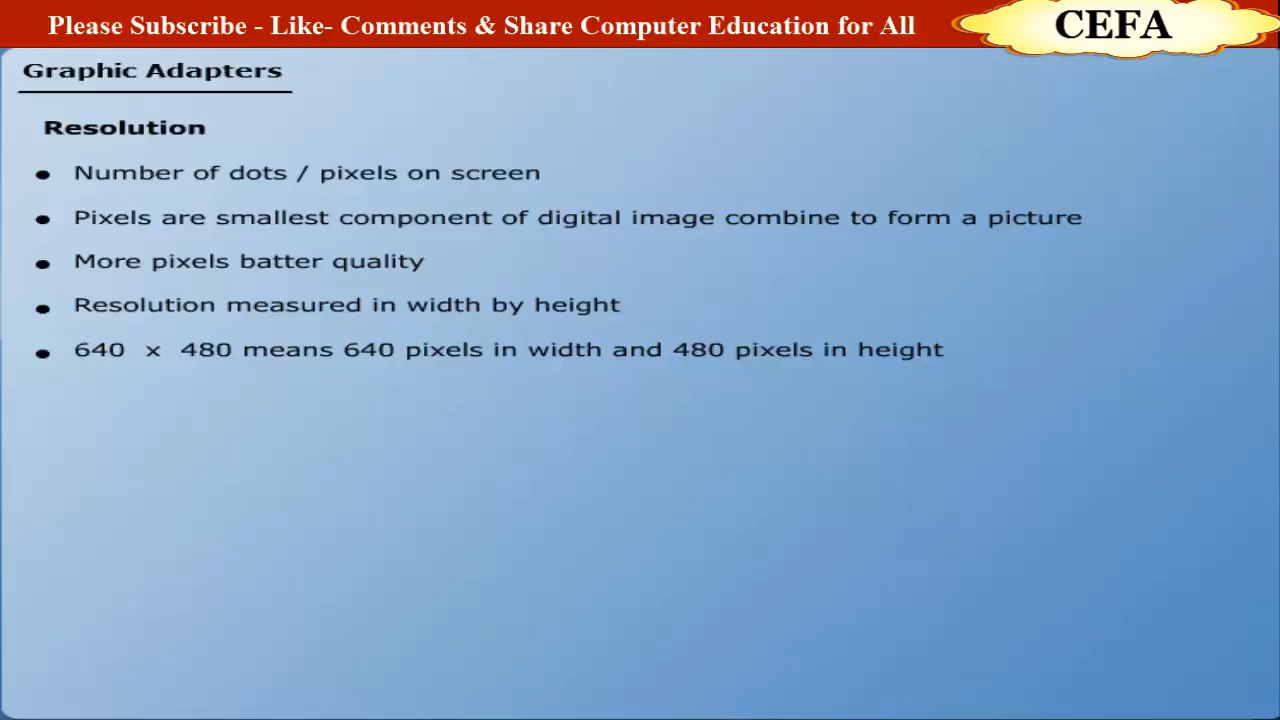 Please Subscribe - Like- Comments & Share Computer Education for All
CEFA
Graphic Adapters
Resolution
• Number of dots / pixels on screen
• Pixels are smallest component of digital image combine to form a picture
• More pixels batter quality
• Resolution measured in width by height
• 640 x 480 means 640 pixels in width and 480 pixels in height